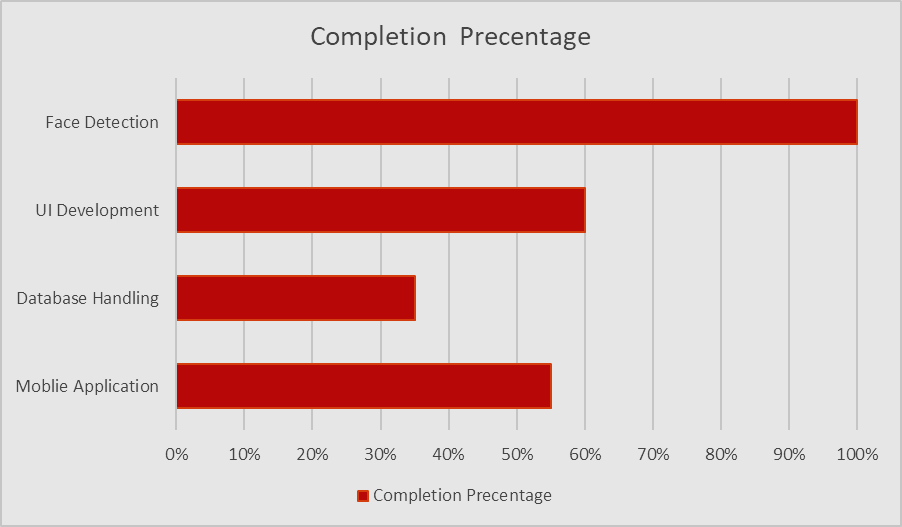 Completion Precentage
Face Detection
UI Development
Database Handling
Moblie Application
0% 10% 20% 30% 40% 50% 60% 70% 80% 90% 100%
Completion Precentage